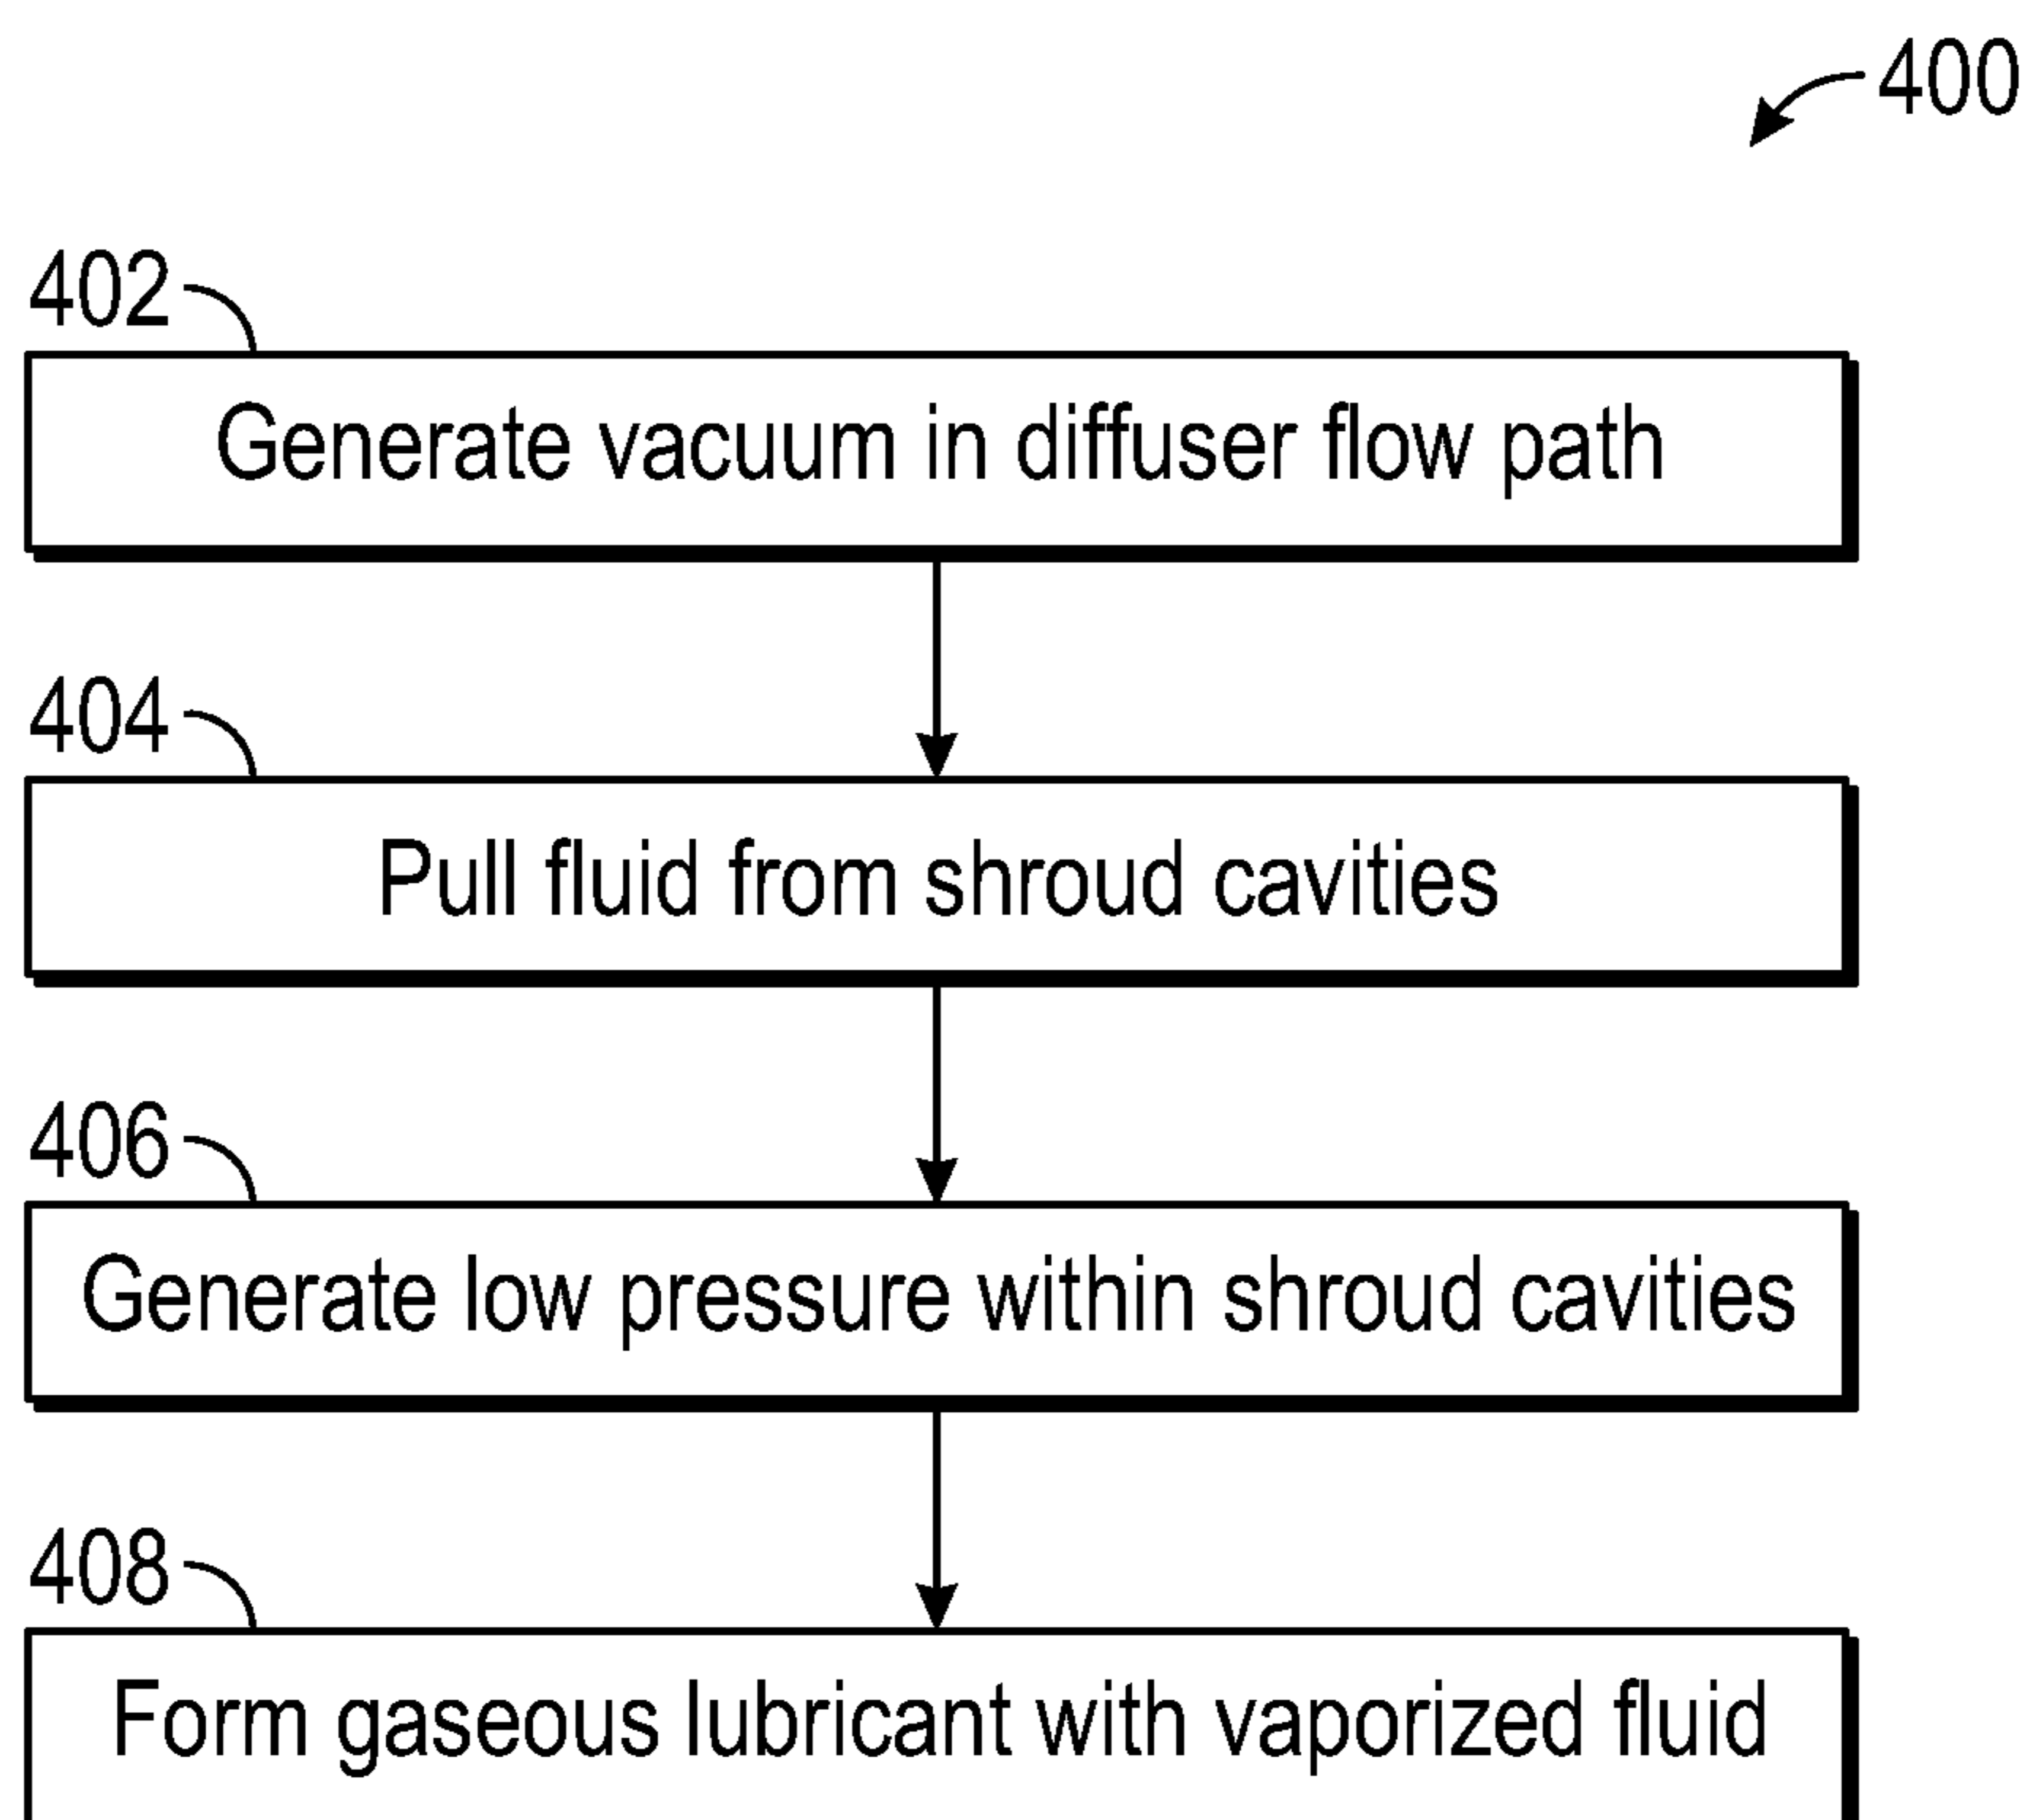 400
402
Generate vacuum in diffuser flow path
404
Pull fluid from shroud cavities
406
Generate low pressure within shroud cavities
408
Form gaseous lubricant with vaporized fluid